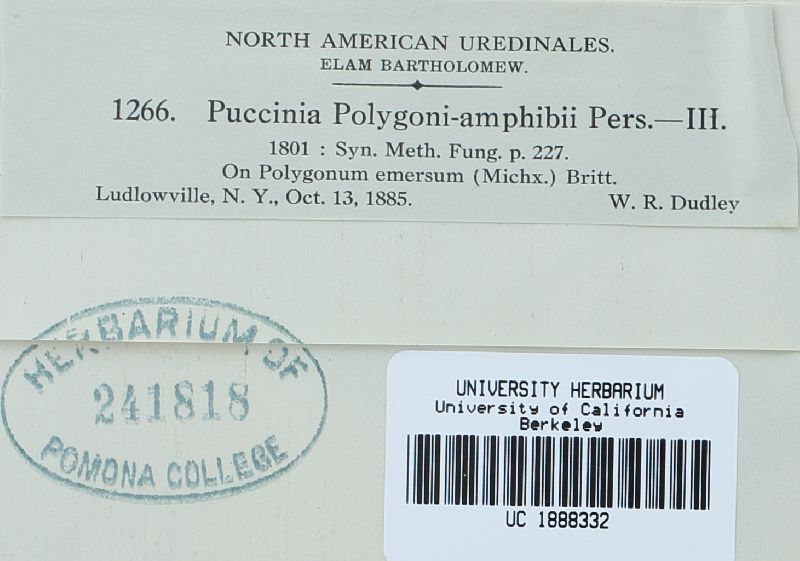 NORTH AMERICAN UREDINALES.
ELAM BARTHOLOMEW.
1266. Puccinia Polygoni-amphibii Pers.—III.
1801 : Syn. Meth. Fung. p. 227.
On Polygonum emersum (Michx.) Britt.
Ludlowville, N. Y., Oct. 13, 1885. W. R. Dudley
HERBARIUM OF
241818
POMONA COLLEGE
UNIVERSITY HERBARIUM
University of California
Berkeley
UC 1888332